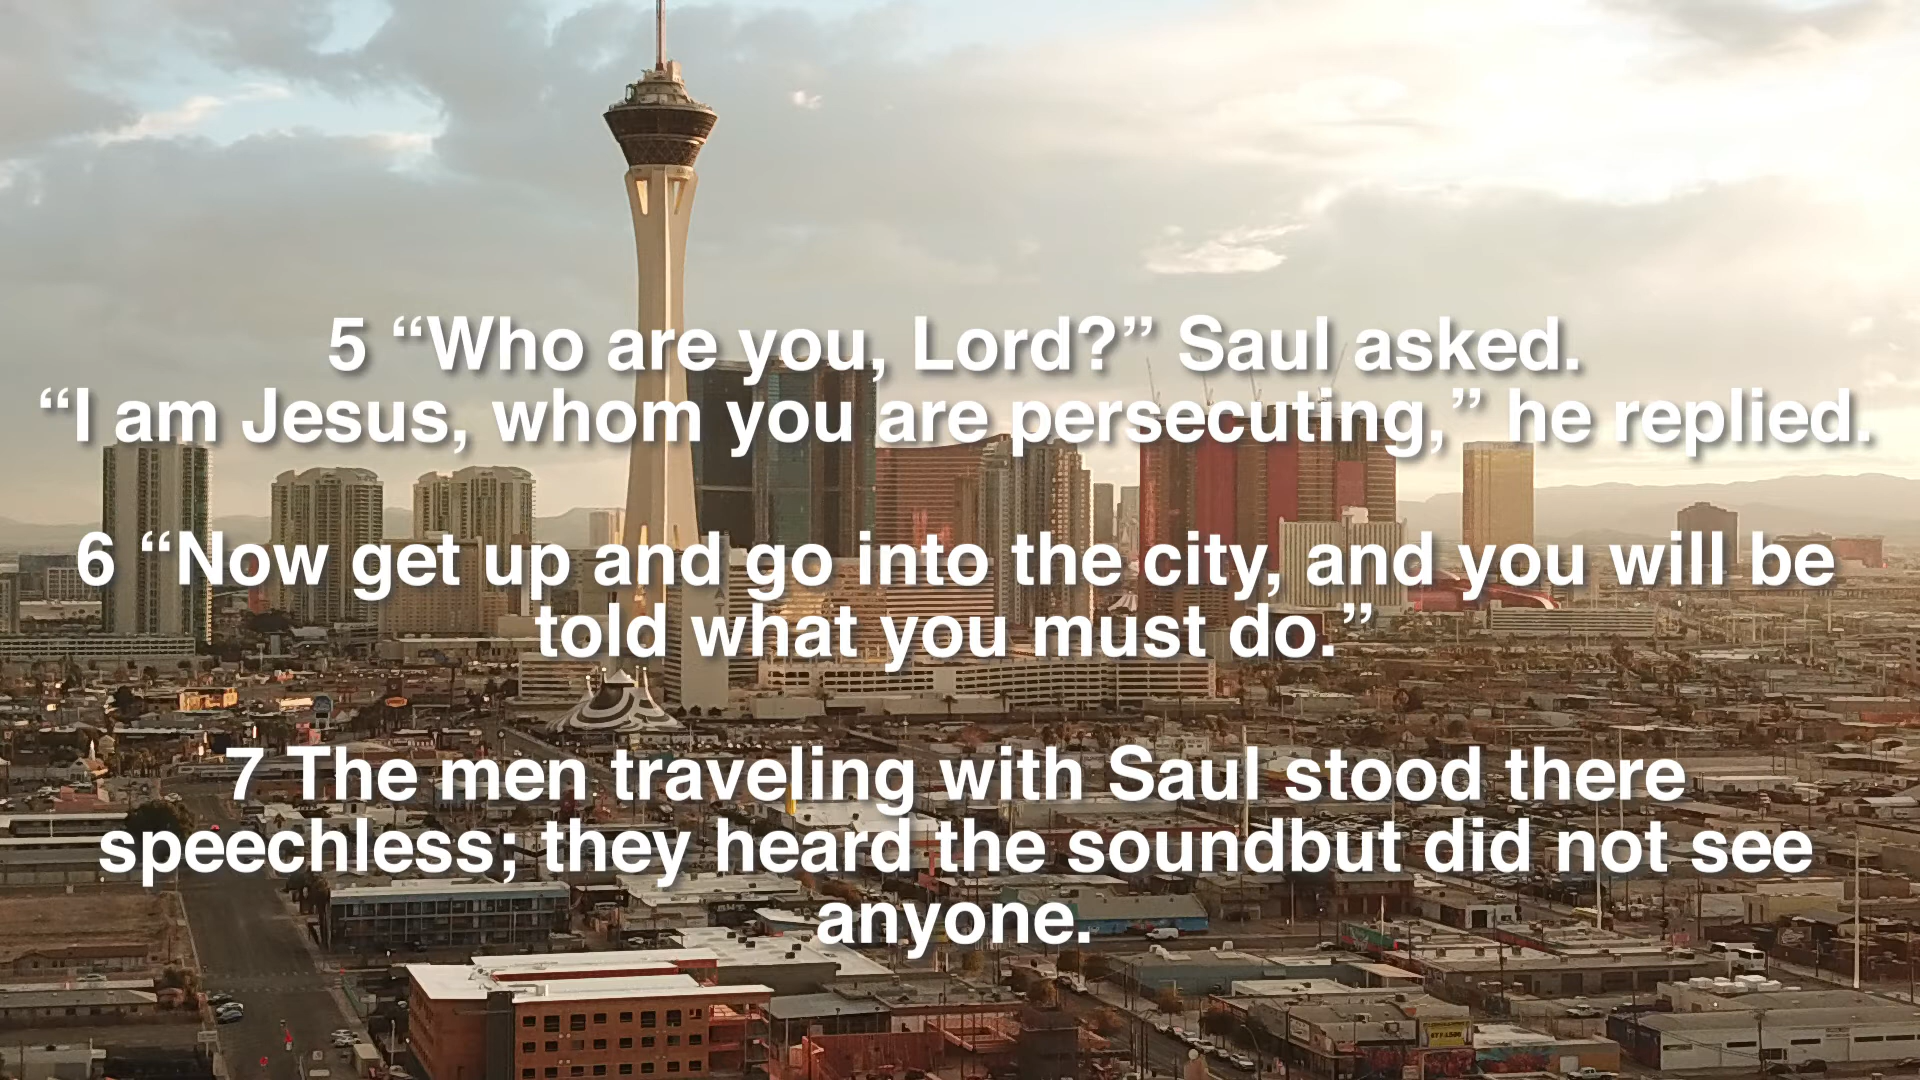 5 “Who are you, Lord?” Saul asked.
“I am Jesus, whom you are persecuting,” he replied.
6 “Now get up and go into the city, and you will be
told what you must do.”
7 The men traveling with Saul stood there
speechless; they heard the soundbut did not see
anyone.